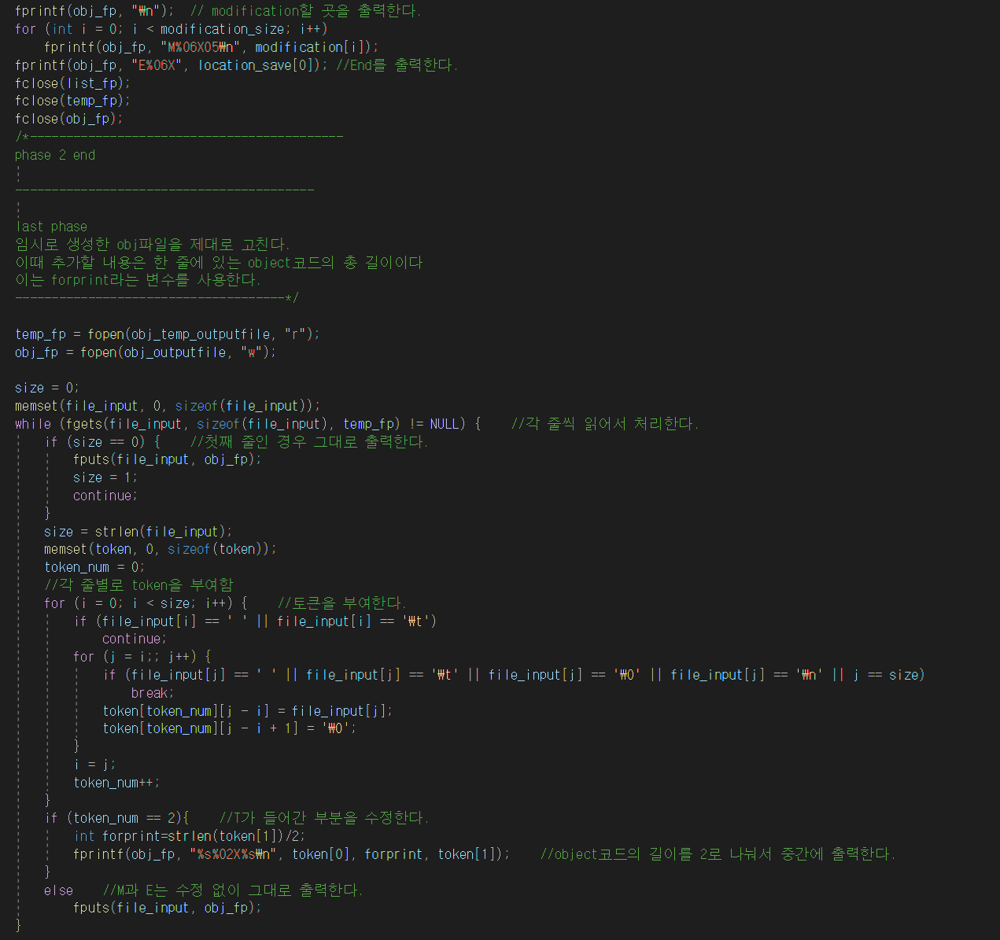 fprintf(obj_fp, "₩n");  // modification할 곳을 출력한다.
for (int i = 0; i < modification_size; i++)
    fprintf(obj_fp, "M%06X05₩n", modification[i]);
fprintf(obj_fp, "E%06X", location_save[0]); //End를 출력한다.
fclose(list_fp);
fclose(temp_fp);
fclose(obj_fp);
/*-------------------------------------------
phase 2 end
-----------------------------------------
last phase
임시로 생성한 obj파일을 제대로 고친다.
이때 추가할 내용은 한 줄에 있는 object코드의 총 길이이다
이는 forprint라는 변수를 사용한다.
-------------------------------------*/
temp_fp = fopen(obj_temp_outputfile, "r");
obj_fp = fopen(obj_outputfile, "w");
size = 0;
memset(file_input, 0, sizeof(file_input));
while (fgets(file_input, sizeof(file_input), temp_fp) != NULL) {    //각 줄씩 읽어서 처리한다.
    if (size == 0) {    //첫째 줄인 경우 그대로 출력한다.
        fputs(file_input, obj_fp);
        size = 1;
        continue;
    }
    size = strlen(file_input);
    memset(token, 0, sizeof(token));
    token_num = 0;
    //각 줄별로 token을 부여함
    for (i = 0; i < size; i++) {    //토큰을 부여한다.
        if (file_input[i] == ' ' || file_input[i] == '₩t')
            continue;
        for (j = i;; j++) {
            if (file_input[j] == ' ' || file_input[j] == '₩t' || file_input[j] == '₩0' || file_input[j] == '₩n' || j == size)
                break;
            token[token_num][j - i] = file_input[j];
            token[token_num][j - i + 1] = '₩0';
        }
        i = j;
        token_num++;
    }
    if (token_num == 2){    //T가 들어간 부분을 수정한다.
        int forprint=strlen(token[1])/2;
        fprintf(obj_fp, "%s%02X%s₩n", token[0], forprint, token[1]);    //object코드의 길이를 2로 나눠서 중간에 출력한다.
    }
    else    //M과 E는 수정 없이 그대로 출력한다.
        fputs(file_input, obj_fp);
}